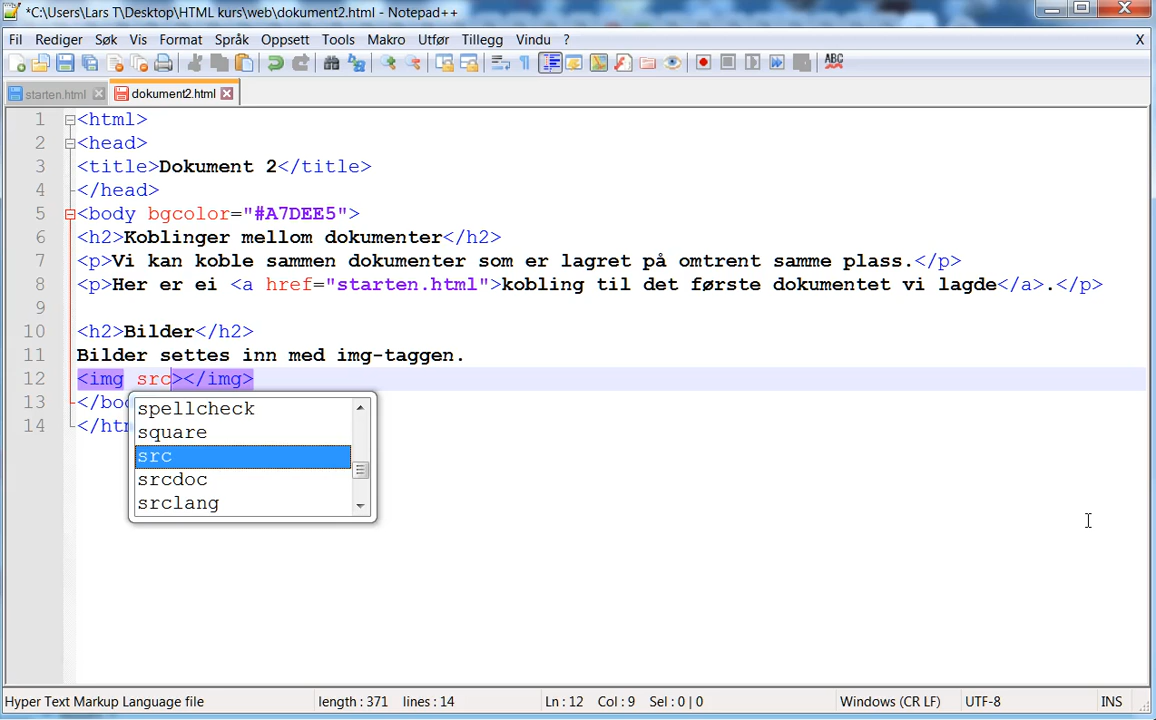 *C:\Users\Lars T\Desktop\HTML kurs\web\dokument2.html - Notepad++
Fil Rediger Søk Vis Format Språk Oppsett Tools Makro Utfør Tillegg Vindu ? X
ABC
starten.html dokument2.html
1 <html>
2 <head>
3 <title>Dokument 2</title>
4 </head>
5 <body bgcolor="#A7DEE5">
6 <h2>Koblinger mellom dokumenter</h2>
7 <p>Vi kan koble sammen dokumenter som er lagret på omtrent samme plass.</p>
8 <p>Her er ei <a href="starten.html">kobling til det første dokumentet vi lagde</a>.</p>
9
10 <h2>Bilder</h2>
11 Bilder settes inn med img-taggen.
12 <img src></img>
13 </bo
14 </ht
spellcheck
square
src
srcdoc
srclang
Hyper Text Markup Language file length : 371 lines : 14 Ln : 12 Col : 9 Sel : 0 | 0 Windows (CR LF) UTF-8 INS